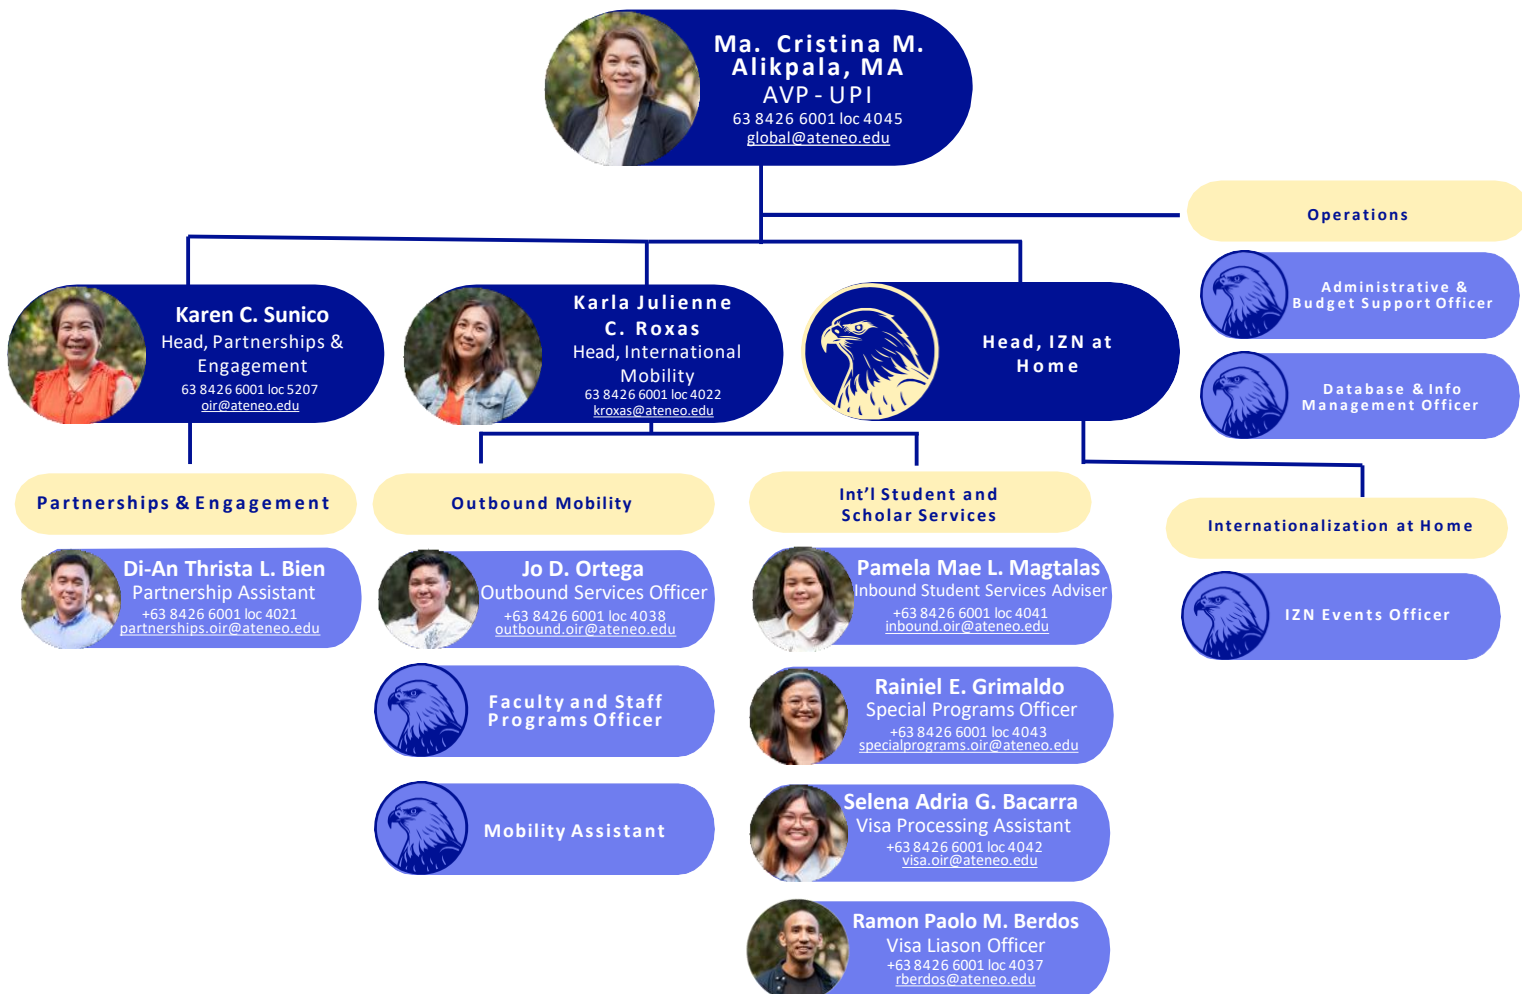 Ma. Cristina M.
Alikpala, MA
AVP - UPI
63 8426 6001 loc 4045
global@ateneo.edu
Operations
Administrative &
Budget Support Officer
Database & Info
Management Officer
Karen C. Sunico
Head, Partnerships &
Engagement
63 8426 6001 loc 5207
oir@ateneo.edu
Karla Julienne
C. Roxas
Head, International
Mobility
63 8426 6001 loc 4022
kroxas@ateneo.edu
Head, IZN at
Home
Partnerships & Engagement
Di-An Thrista L. Bien
Partnership Assistant
+63 8426 6001 loc 4021
partnerships.oir@ateneo.edu
Outbound Mobility
Jo D. Ortega
Outbound Services Officer
+63 8426 6001 loc 4038
outbound.oir@ateneo.edu
Faculty and Staff
Programs Officer
Mobility Assistant
Int'l Student and
Scholar Services
Pamela Mae L. Magtalas
Inbound Student Services Adviser
+63 8426 6001 loc 4041
inbound.oir@ateneo.edu
Rainiel E. Grimaldo
Special Programs Officer
+63 8426 6001 loc 4043
specialprograms.oir@ateneo.edu
Selena Adria G. Bacarra
Visa Processing Assistant
+63 8426 6001 loc 4042
visa.oir@ateneo.edu
Ramon Paolo M. Berdos
Visa Liason Officer
+63 8426 6001 loc 4037
rberdos@ateneo.edu
Internationalization at Home
IZN Events Officer